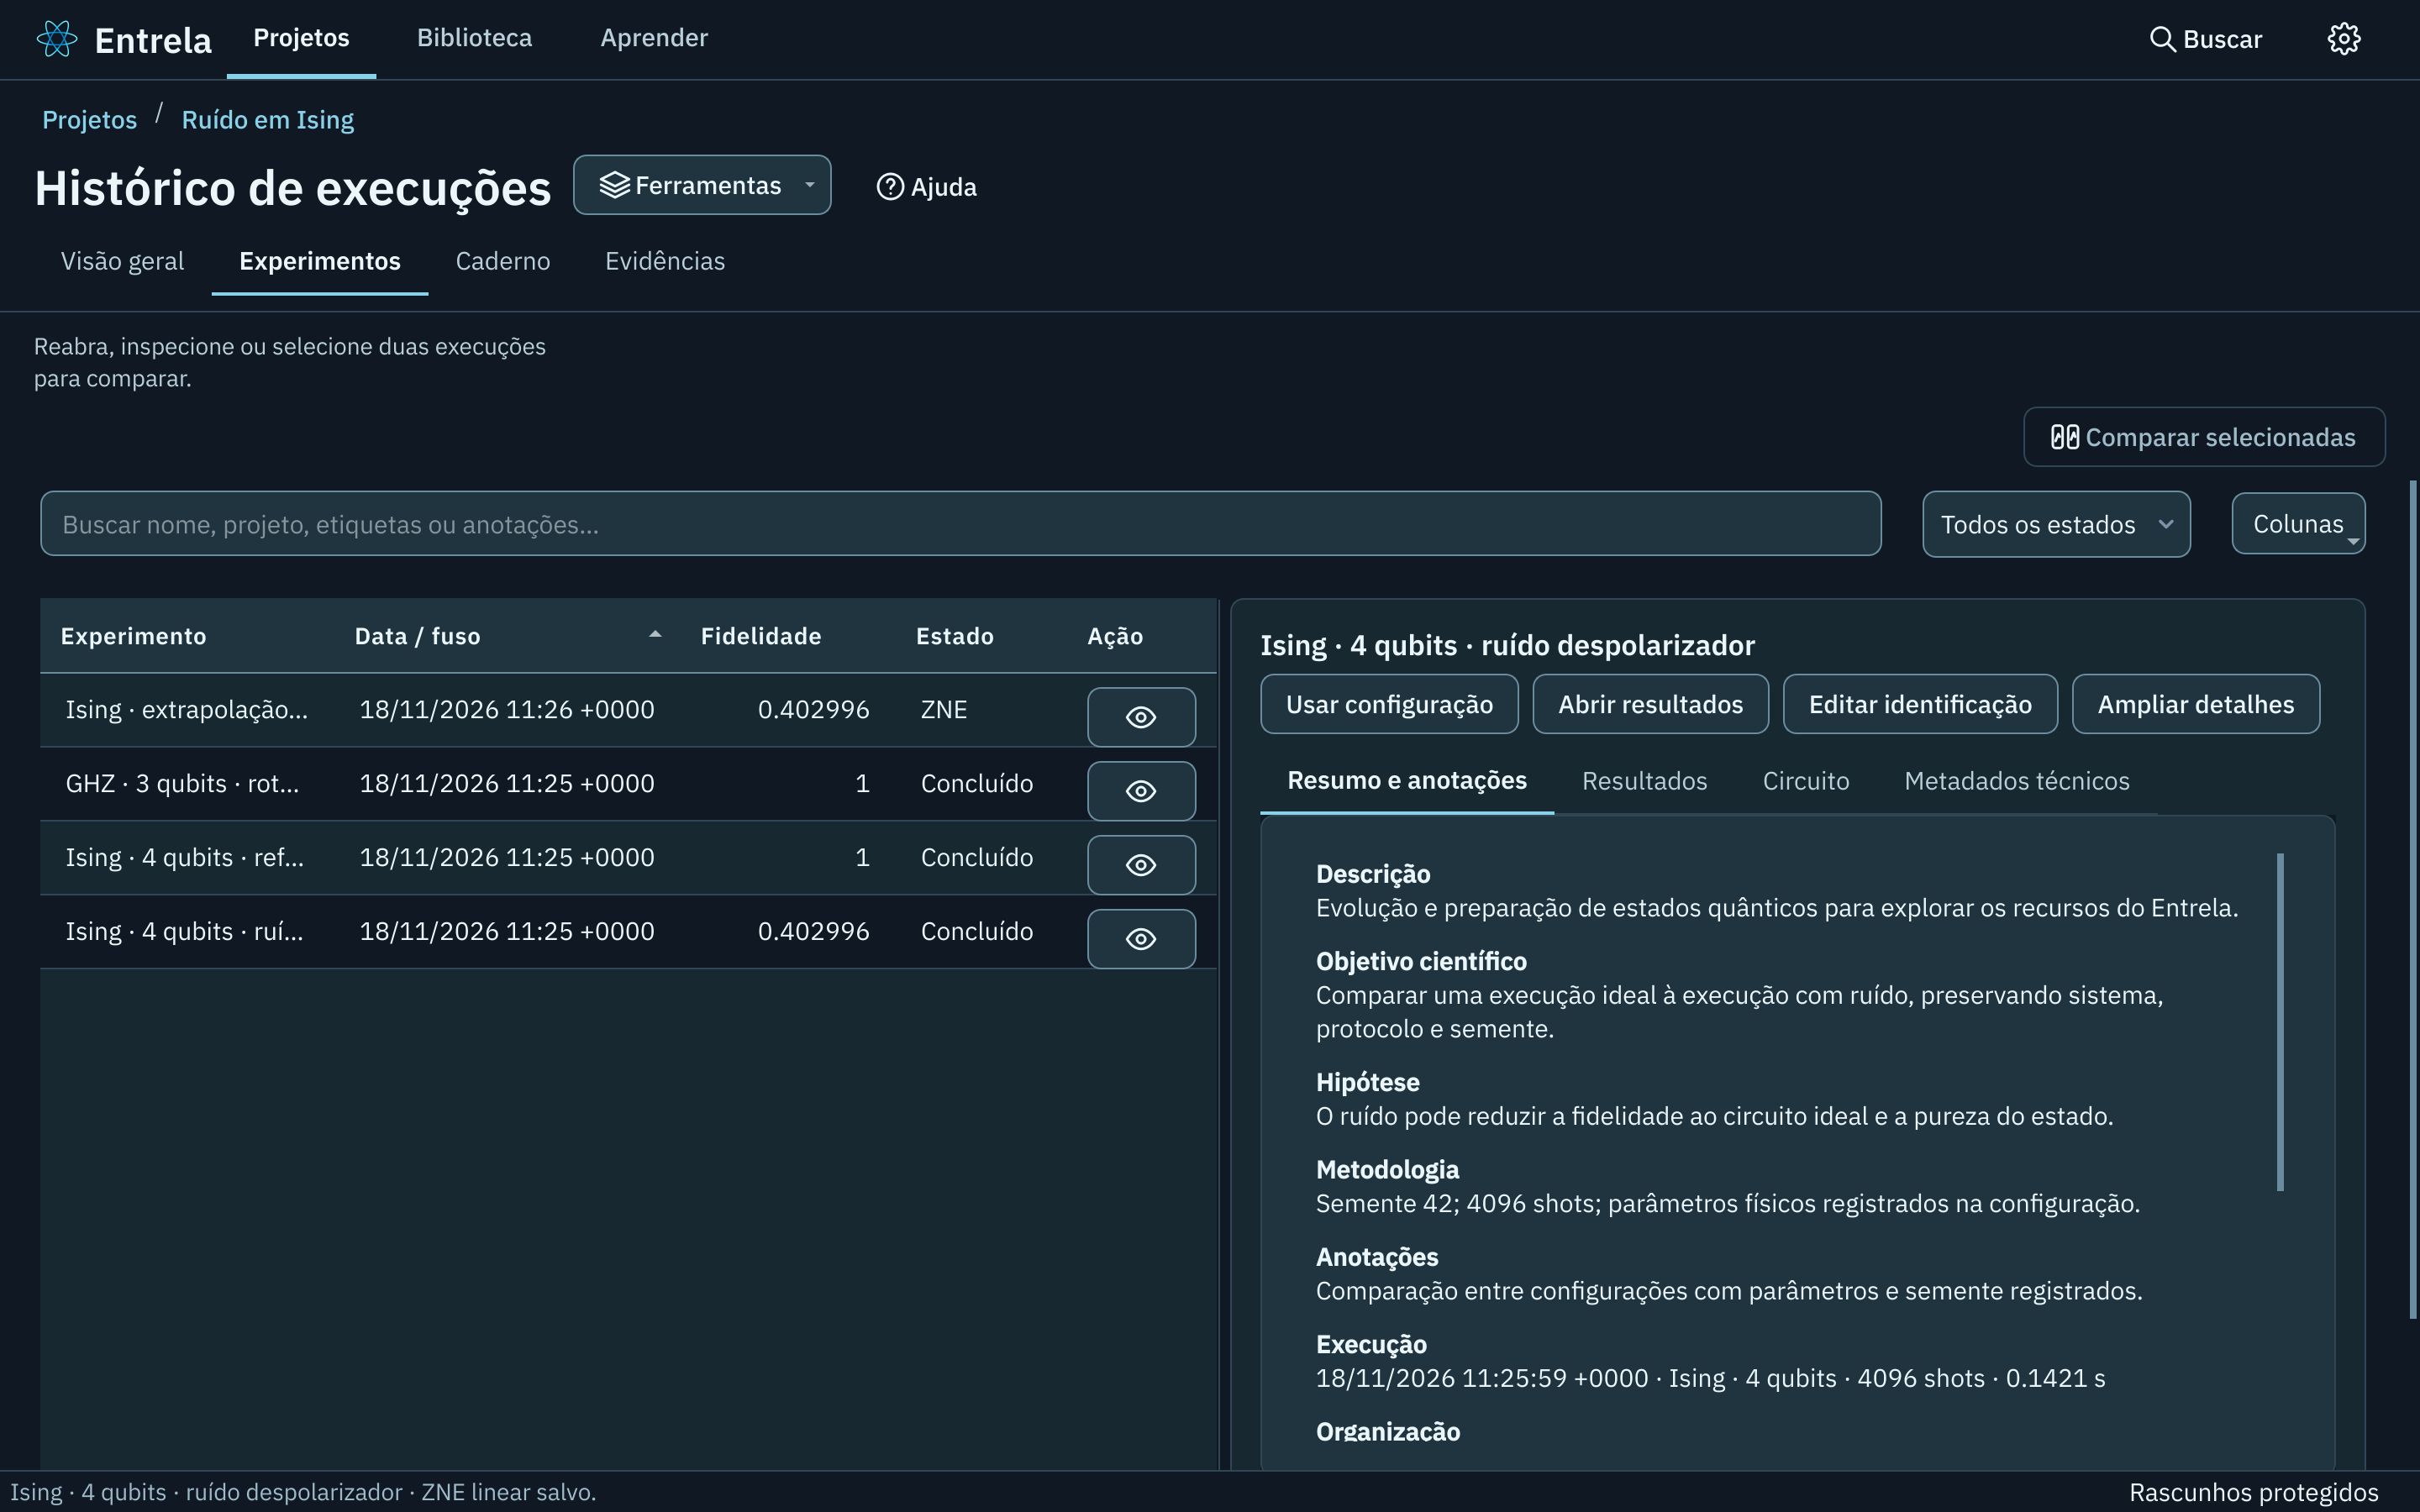 Entrela
Projetos
Biblioteca
Aprender
Buscar
Projetos / Ruído em Ising
Histórico de execuções
Ferramentas
Ajuda
Visão geral
Experimentos
Caderno
Evidências
Reabra, inspecione ou selecione duas execuções
para comparar.
Comparar selecionadas
Buscar nome, projeto, etiquetas ou anotações...
Todos os estados
Colunas
Experimento Data / fuso Fidelidade Estado Ação
Ising · extrapolação... 18/11/2026 11:26 +0000 0.402996 ZNE
GHZ · 3 qubits · rot... 18/11/2026 11:25 +0000 1 Concluído
Ising · 4 qubits · ref... 18/11/2026 11:25 +0000 1 Concluído
Ising · 4 qubits · ruí... 18/11/2026 11:25 +0000 0.402996 Concluído
Ising · 4 qubits · ruído despolarizador
Usar configuração
Abrir resultados
Editar identificação
Ampliar detalhes
Resumo e anotações
Resultados
Circuito
Metadados técnicos
Descrição
Evolução e preparação de estados quânticos para explorar os recursos do Entrela.
Objetivo científico
Comparar uma execução ideal à execução com ruído, preservando sistema,
protocolo e semente.
Hipótese
O ruído pode reduzir a fidelidade ao circuito ideal e a pureza do estado.
Metodologia
Semente 42; 4096 shots; parâmetros físicos registrados na configuração.
Anotações
Comparação entre configurações com parâmetros e semente registrados.
Execução
18/11/2026 11:25:59 +0000 · Ising · 4 qubits · 4096 shots · 0.1421 s
Organização
Ising · 4 qubits · ruído despolarizador · ZNE linear salvo.
Rascunhos protegidos